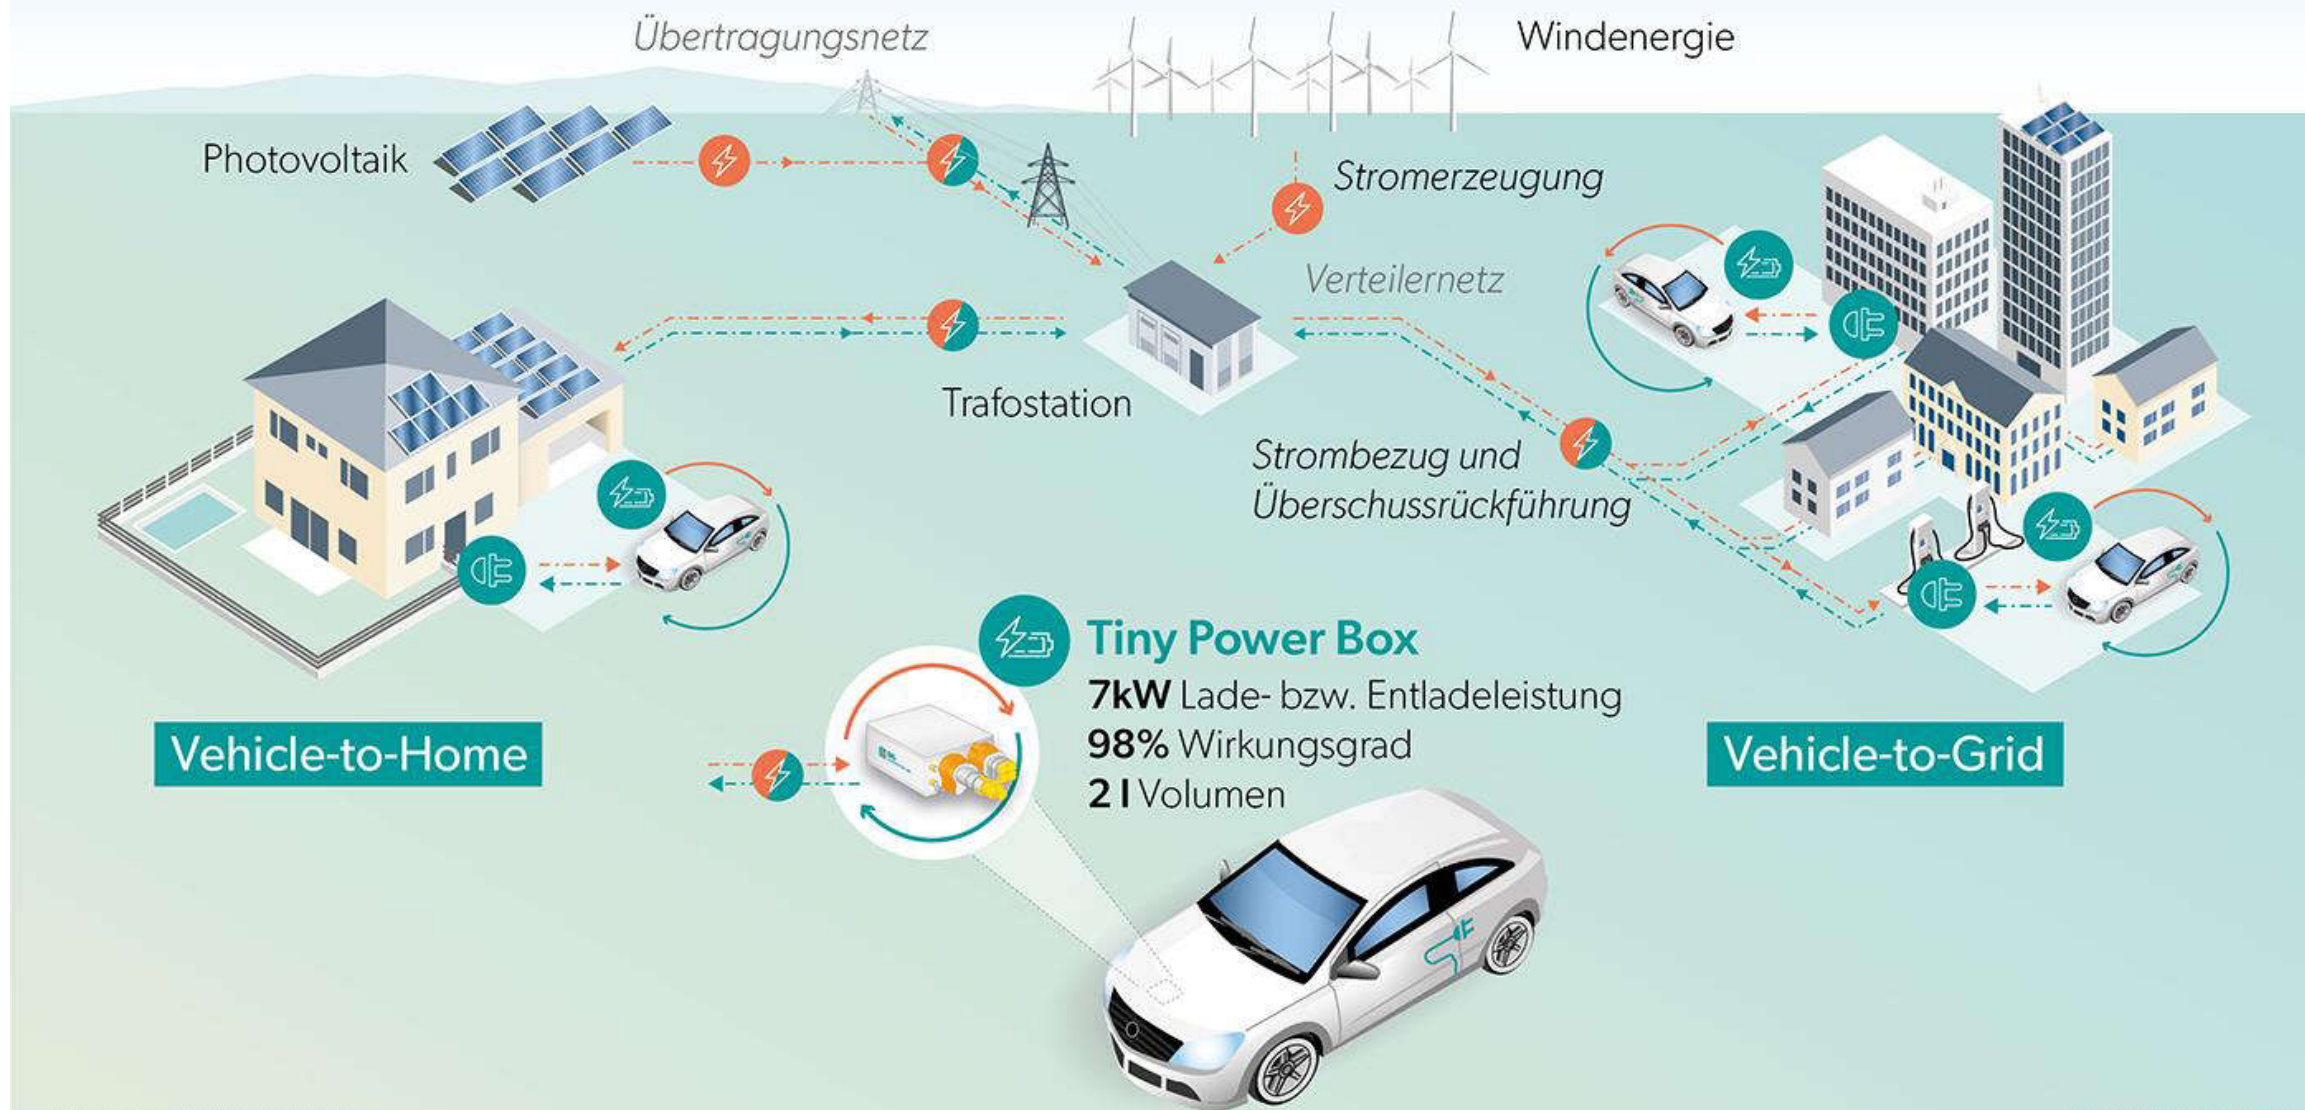 Übertragungsnetz
Windenergie
Photovoltaik
Stromerzeugung
Verteilernetz
Trafostation
Strombezug und
Überschussrückführung
Tiny Power Box
7kW Lade- bzw. Entladeleistung
98% Wirkungsgrad
2 l Volumen
Vehicle-to-Home
Vehicle-to-Grid